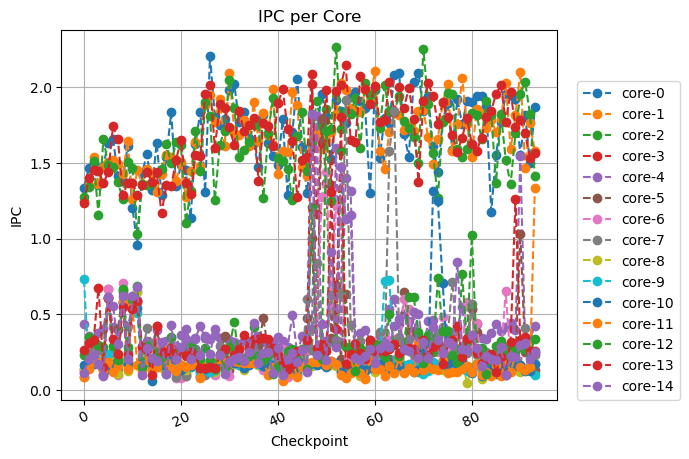 IPC per Core
2.0
1.5
1.0
0.5
0.0
IPC
0
20
40
60
80
Checkpoint
core-0
core-1
core-2
core-3
core-4
core-5
core-6
core-7
core-8
core-9
core-10
core-11
core-12
core-13
core-14